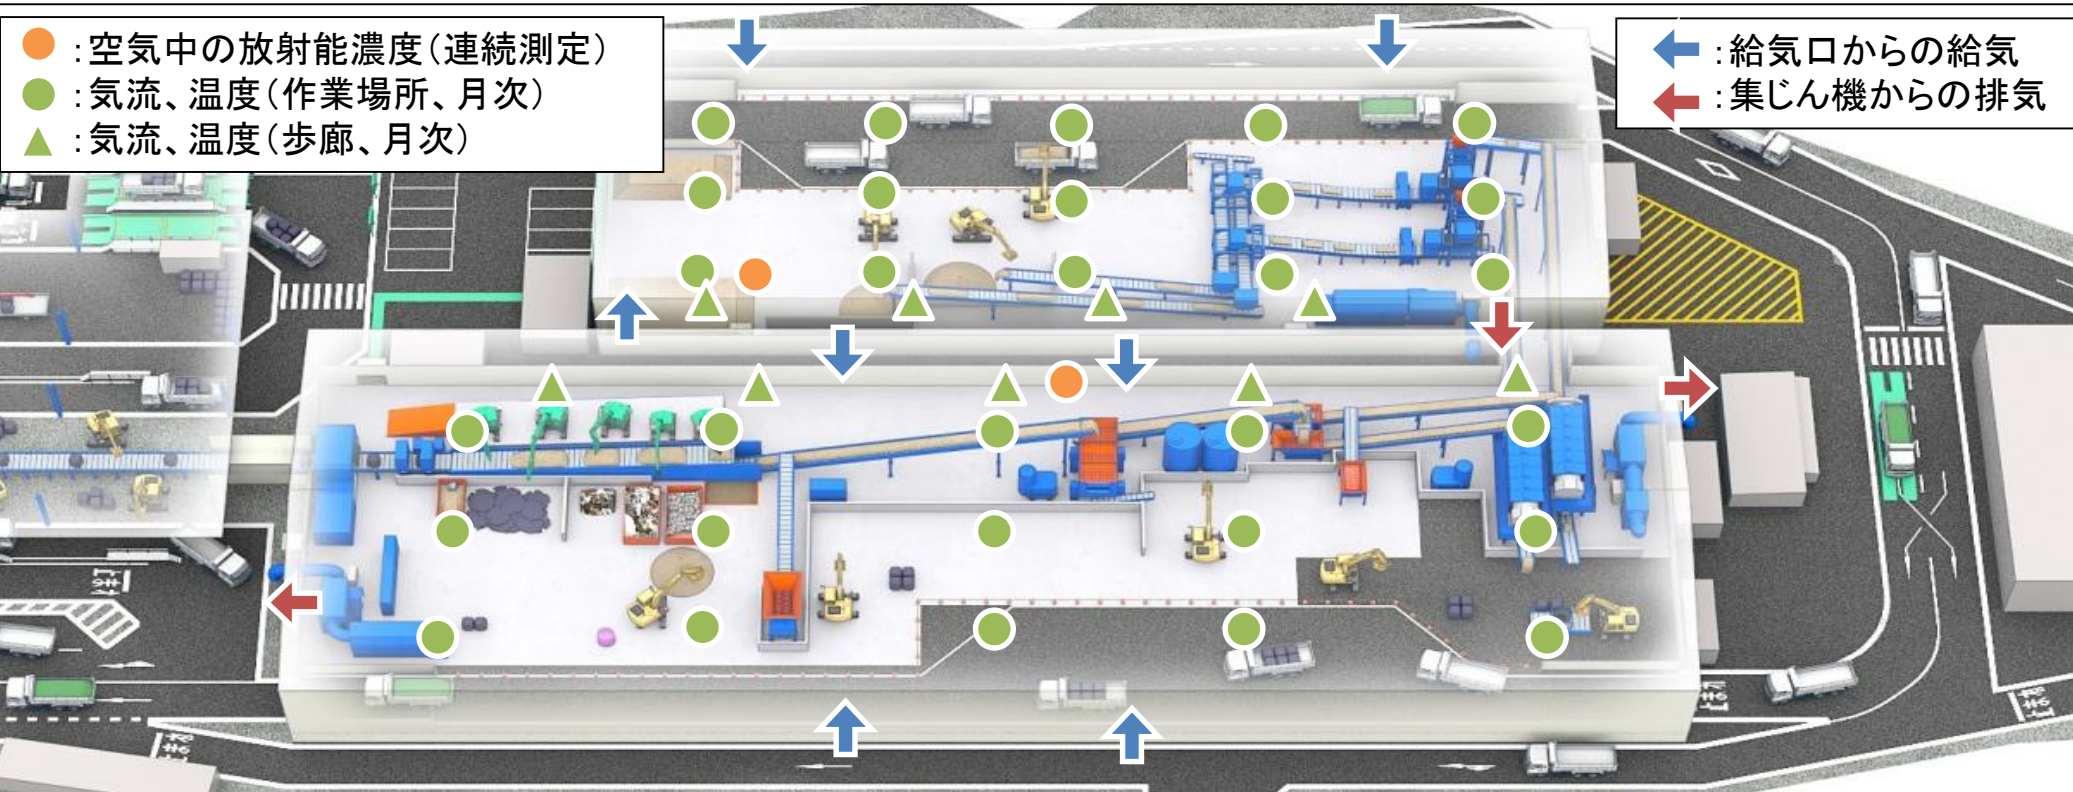 ：空気中の放射能濃度（連続測定）
：気流、温度（作業場所、月次）
：気流、温度（歩廊、月次）
：給気口からの給気
：集じん機からの排気